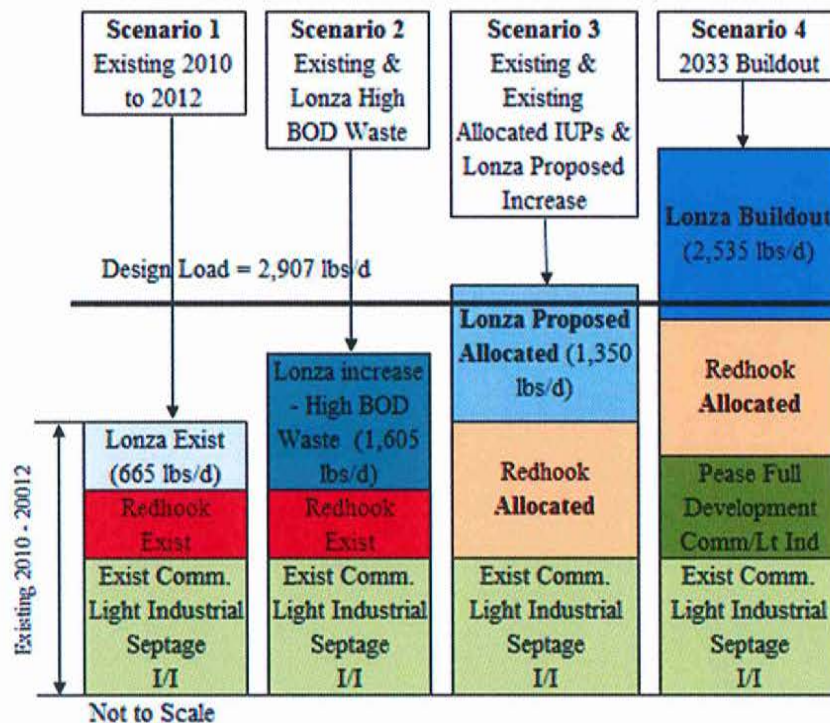 Scenario 1
Existing 2010
to 2012
Scenario 2
Existing &
Lonza High
BOD Waste
Scenario 3
Existing &
Existing
Allocated IUPs &
Lonza Proposed
Increase
Scenario 4
2033 Buildout
Design Load = 2,907 lbs/d
Existing 2010 - 20012
Lonza Exist
(665 lbs/d)
Redhook
Exist
Exist Comm.
Light Industrial
Septage
I/I
Lonza increase
- High BOD
Waste (1,605
lbs/d)
Redhook
Exist
Exist Comm.
Light Industrial
Septage
I/I
Lonza Proposed
Allocated (1,350
lbs/d)
Redhook
Allocated
Exist Comm.
Light Industrial
Septage
I/I
Lonza Buildout
(2,535 lbs/d)
Redhook
Allocated
Pease Full
Development
Comm/Lt Ind
Exist Comm.
Light Industrial
Septage
I/I
Not to Scale